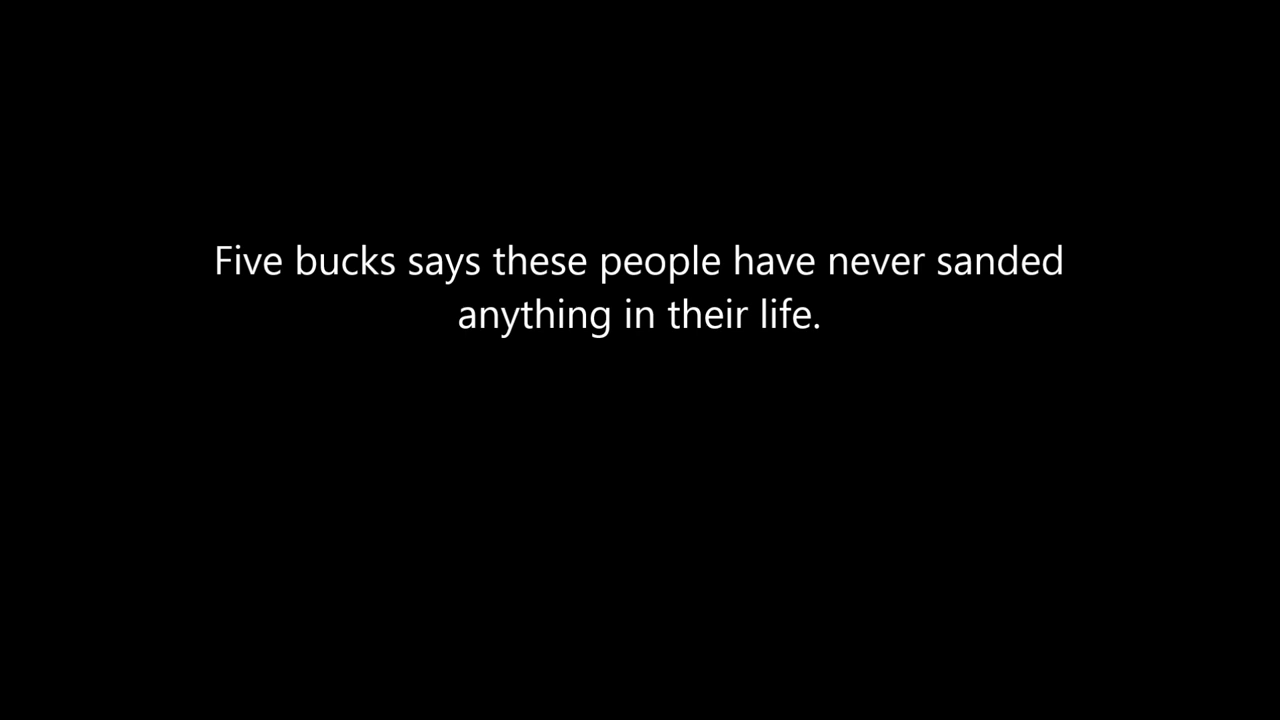 Five bucks says these people have never sanded
anything in their life.